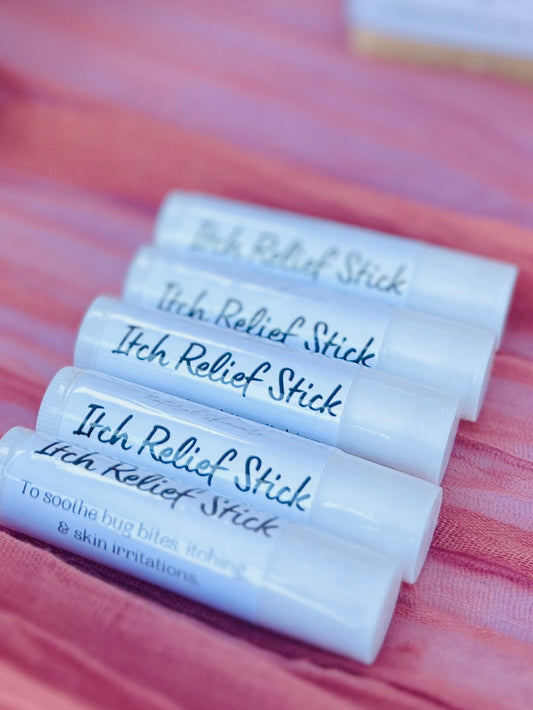 Itch Relief Stick
Itch Relief Stick
Itch Relief Stick
Itch Relief Stick
Itch Relief Stick
To soothe bug bites, itching
& skin irritations.